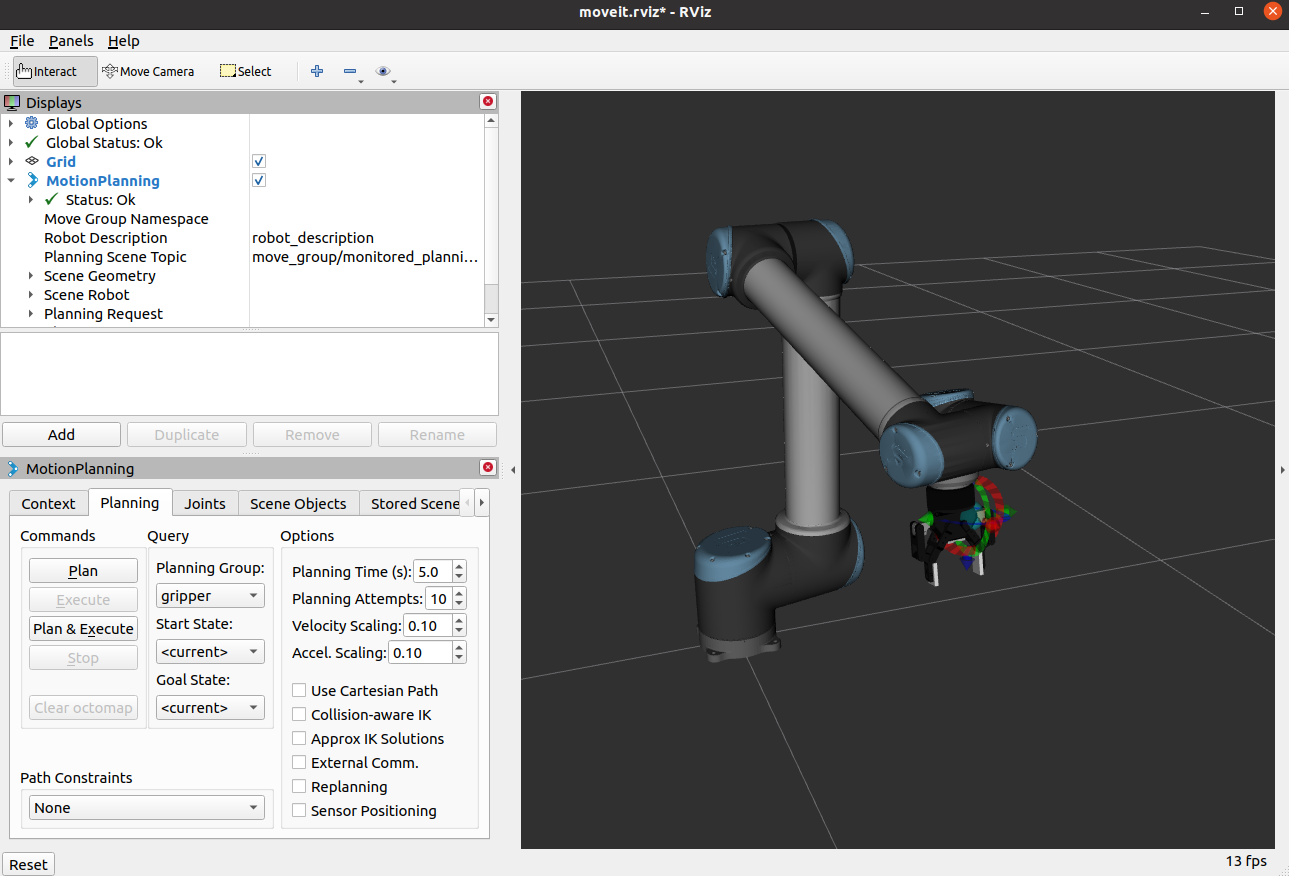 moveit.rviz* - RViz
File Panels Help
Interact Move Camera Select
Displays
Global Options
Global Status: Ok
Grid
MotionPlanning
Status: Ok
Move Group Namespace
Robot Description robot_description
Planning Scene Topic move_group/monitored_planni...
Scene Geometry
Scene Robot
Planning Request
Add Duplicate Remove Rename
MotionPlanning
Context Planning Joints Scene Objects Stored Scene
Commands Query Options
Plan
Execute
Plan & Execute
Stop
Clear octomap
Planning Group:
gripper
Start State:
<current>
Goal State:
<current>
Planning Time (s): 5.0
Planning Attempts: 10
Velocity Scaling: 0.10
Accel. Scaling: 0.10
Use Cartesian Path
Collision-aware IK
Approx IK Solutions
External Comm.
Replanning
Sensor Positioning
Path Constraints
None
Reset
13 fps